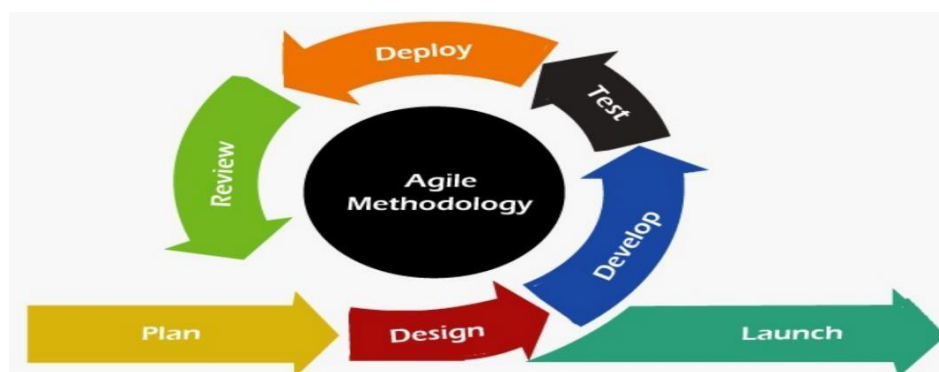 Deploy
Test
Review
Agile
Methodology
Develop
Plan
Design
Launch